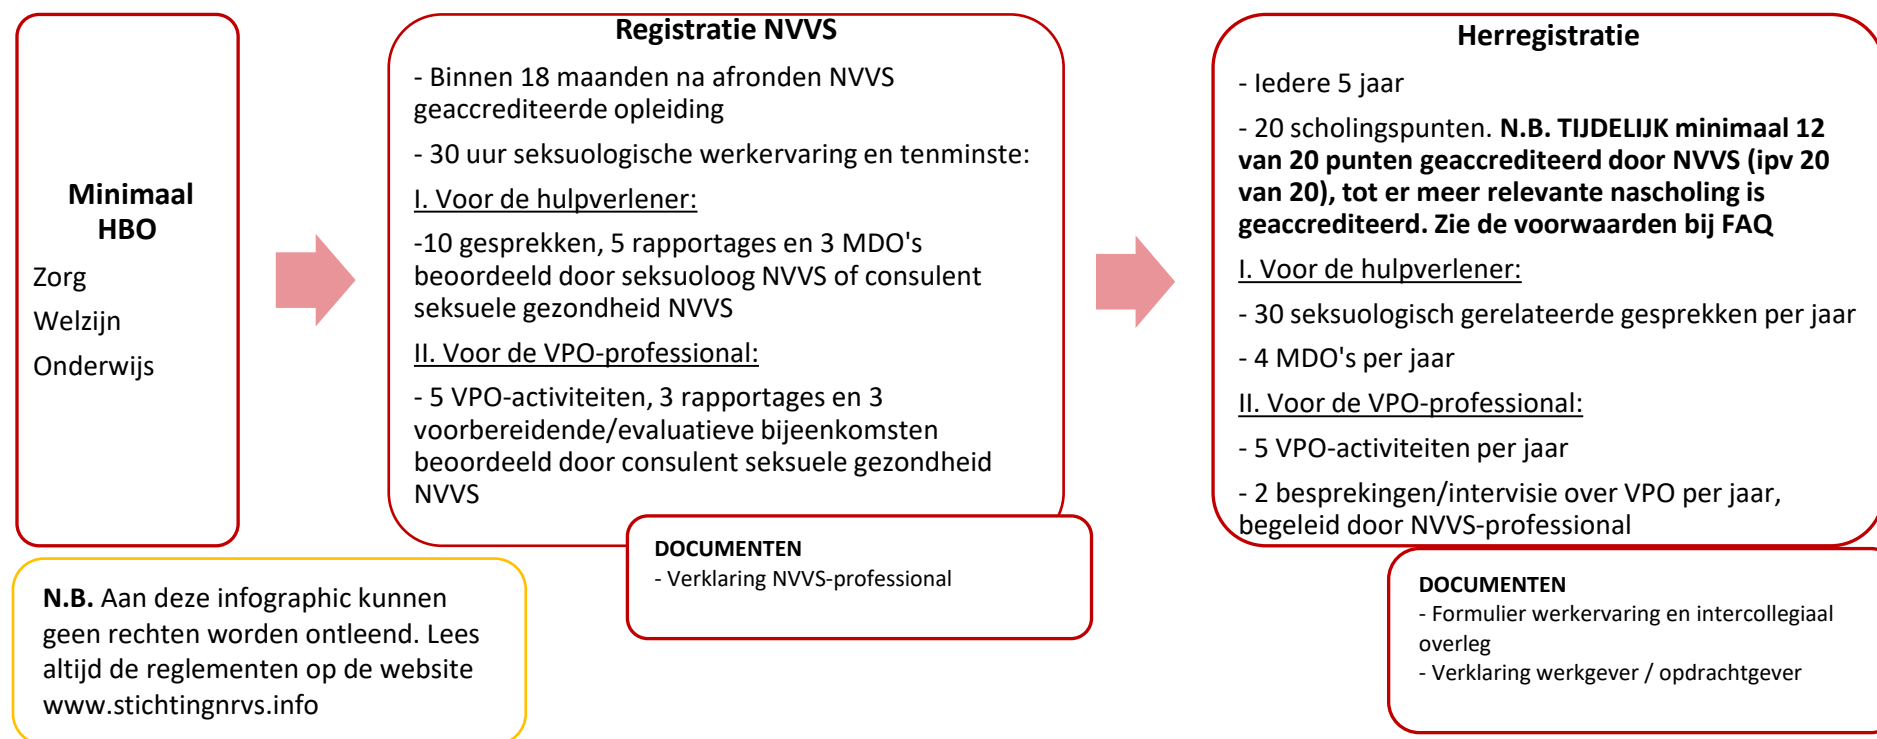 Minimaal
HBO
Zorg
Welzijn
Onderwijs
Registratie NVVS
- Binnen 18 maanden na afronden NVVS
geaccrediteerde opleiding
- 30 uur seksuologische werkervaring en tenminste:
I. Voor de hulpverlener:
-10 gesprekken, 5 rapportages en 3 MDO's
beoordeeld door seksuoloog NVVS of consulent
seksuele gezondheid NVVS
II. Voor de VPO-professional:
- 5 VPO-activiteiten, 3 rapportages en 3
voorbereidende/evaluatieve bijeenkomsten
beoordeeld door consulent seksuele gezondheid
NVVS
DOCUMENTEN
- Verklaring NVVS-professional
Herregistratie
- Iedere 5 jaar
- 20 scholingspunten. N.B. TIJDELIJK minimaal 12
van 20 punten geaccrediteerd door NVVS (ipv 20
van 20), tot er meer relevante nascholing is
geaccrediteerd. Zie de voorwaarden bij FAQ
I. Voor de hulpverlener:
- 30 seksuologisch gerelateerde gesprekken per jaar
- 4 MDO's per jaar
II. Voor de VPO-professional:
- 5 VPO-activiteiten per jaar
- 2 besprekingen/intervisie over VPO per jaar,
begeleid door NVVS-professional
DOCUMENTEN
- Formulier werkervaring en intercollegiaal
overleg
- Verklaring werkgever / opdrachtgever
N.B. Aan deze infographic kunnen
geen rechten worden ontleend. Lees
altijd de reglementen op de website
www.stichtingnrvs.info